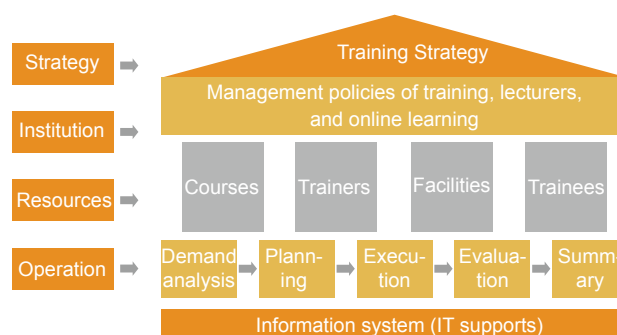 Strategy
Training Strategy
Institution
Management policies of training, lecturers,
and online learning
Resources
Courses
Trainers
Facilities
Trainees
Operation
Demand
analysis
Plann-
ing
Execu-
tion
Evalua-
tion
Summ-
ary
Information system (IT supports)